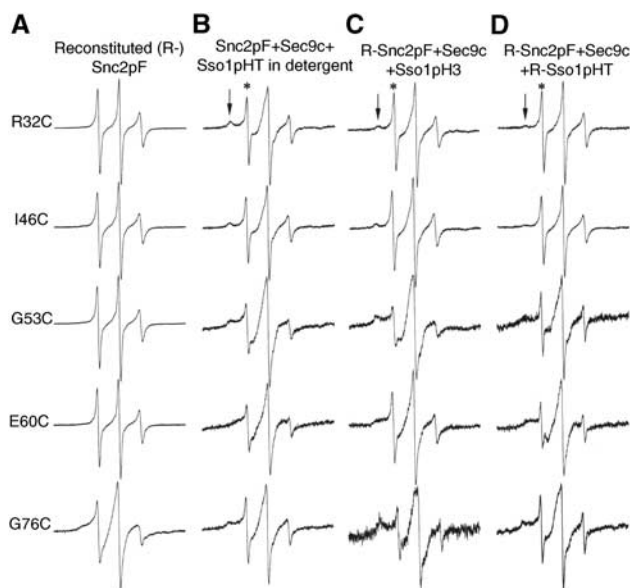 A
Reconstituted (R-)
Snc2pF
B
Snc2pF+Sec9c+
Sso1pHT in detergent
C
R-Snc2pF+Sec9c
+Sso1pH3
D
R-Snc2pF+Sec9c
+R-Sso1pHT
* * *
R32C
I46C
G53C
E60C
G76C